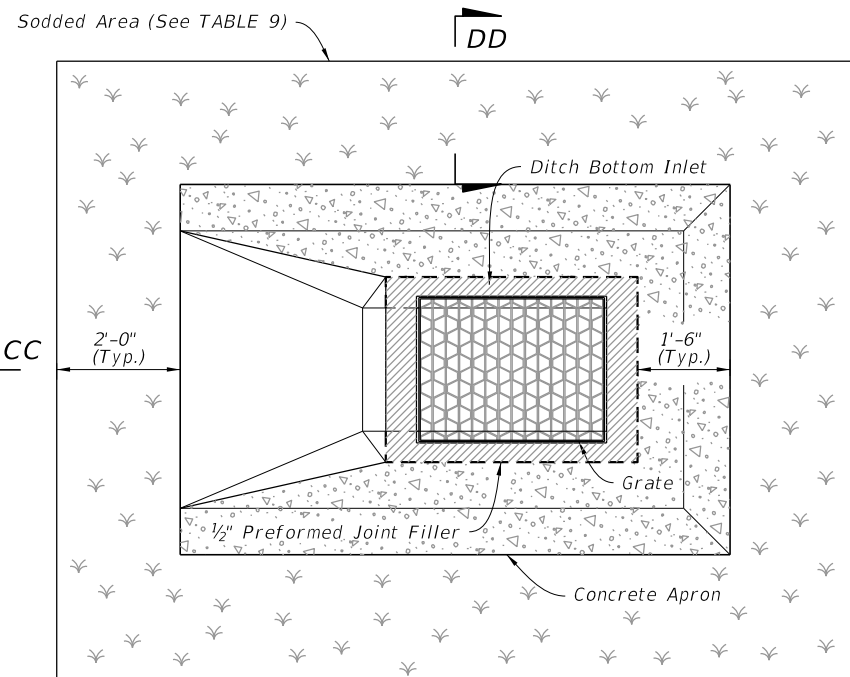 Sodded Area (See TABLE 9)
DD
Ditch Bottom Inlet
CC
2'-0"
(Typ.)
1'-6"
(Typ.)
Grate
½" Preformed Joint Filler
Concrete Apron